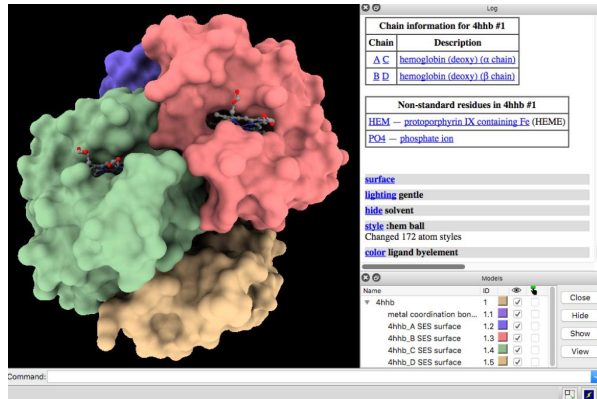 Log
Chain information for 4hhb #1
Chain Description
A C hemoglobin (deoxy) (α chain)
B D hemoglobin (deoxy) (β chain)
Non-standard residues in 4hhb #1
HEM — protoporphyrin IX containing Fe (HEME)
PO4 — phosphate ion
surface
lighting gentle
hide solvent
style :hem ball
Changed 172 atom styles
color ligand byelement
Models
Name ID
4hhb 1
metal coordination bon... 1.1
4hhb_A SES surface 1.2
4hhb_B SES surface 1.3
4hhb_C SES surface 1.4
4hhb_D SES surface 1.5
Close
Hide
Show
View
Command: